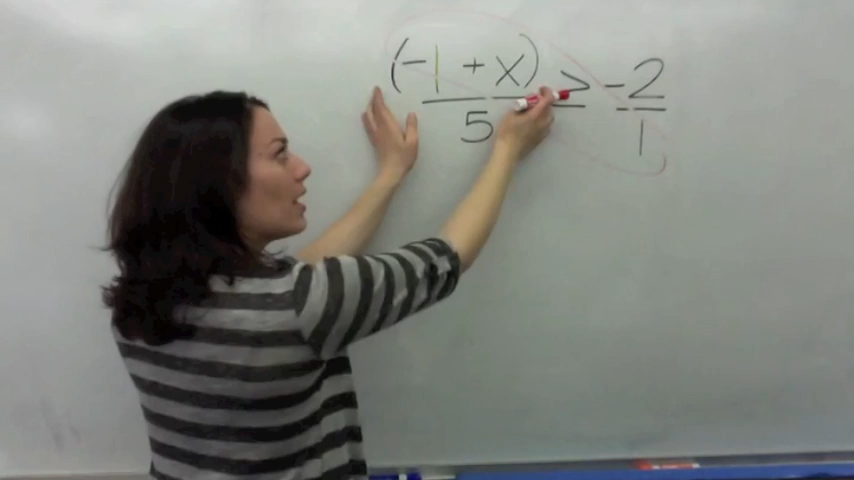 (-1 + x) ≥ -2
5 1